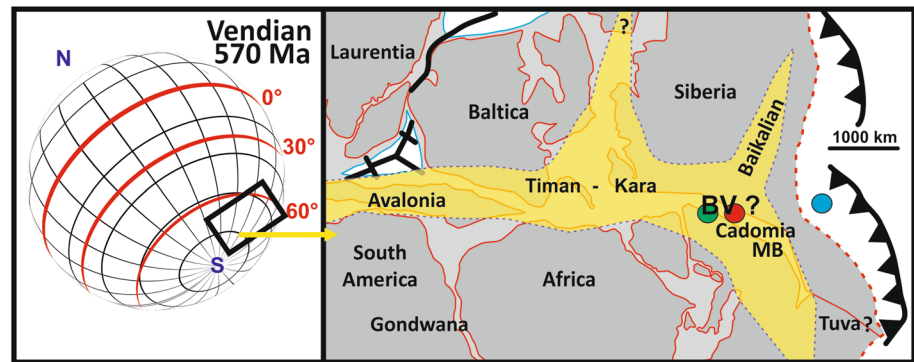 Vendian
570 Ma
N
0°
30°
60°
S
?
Laurentia
Baltica
Siberia
Baikalian
1000 km
Avalonia
Timan - Kara
BV ?
Cadomia
MB
South
America
Africa
Gondwana
Tuva ?